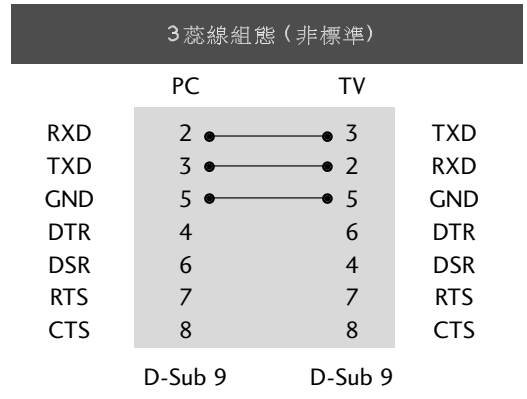 3蕊線組態(非標準)
PC TV
RXD 2 3 TXD
TXD 3 2 RXD
GND 5 5 GND
DTR 4 6 DTR
DSR 6 4 DSR
RTS 7 7 RTS
CTS 8 8 CTS
D-Sub 9 D-Sub 9